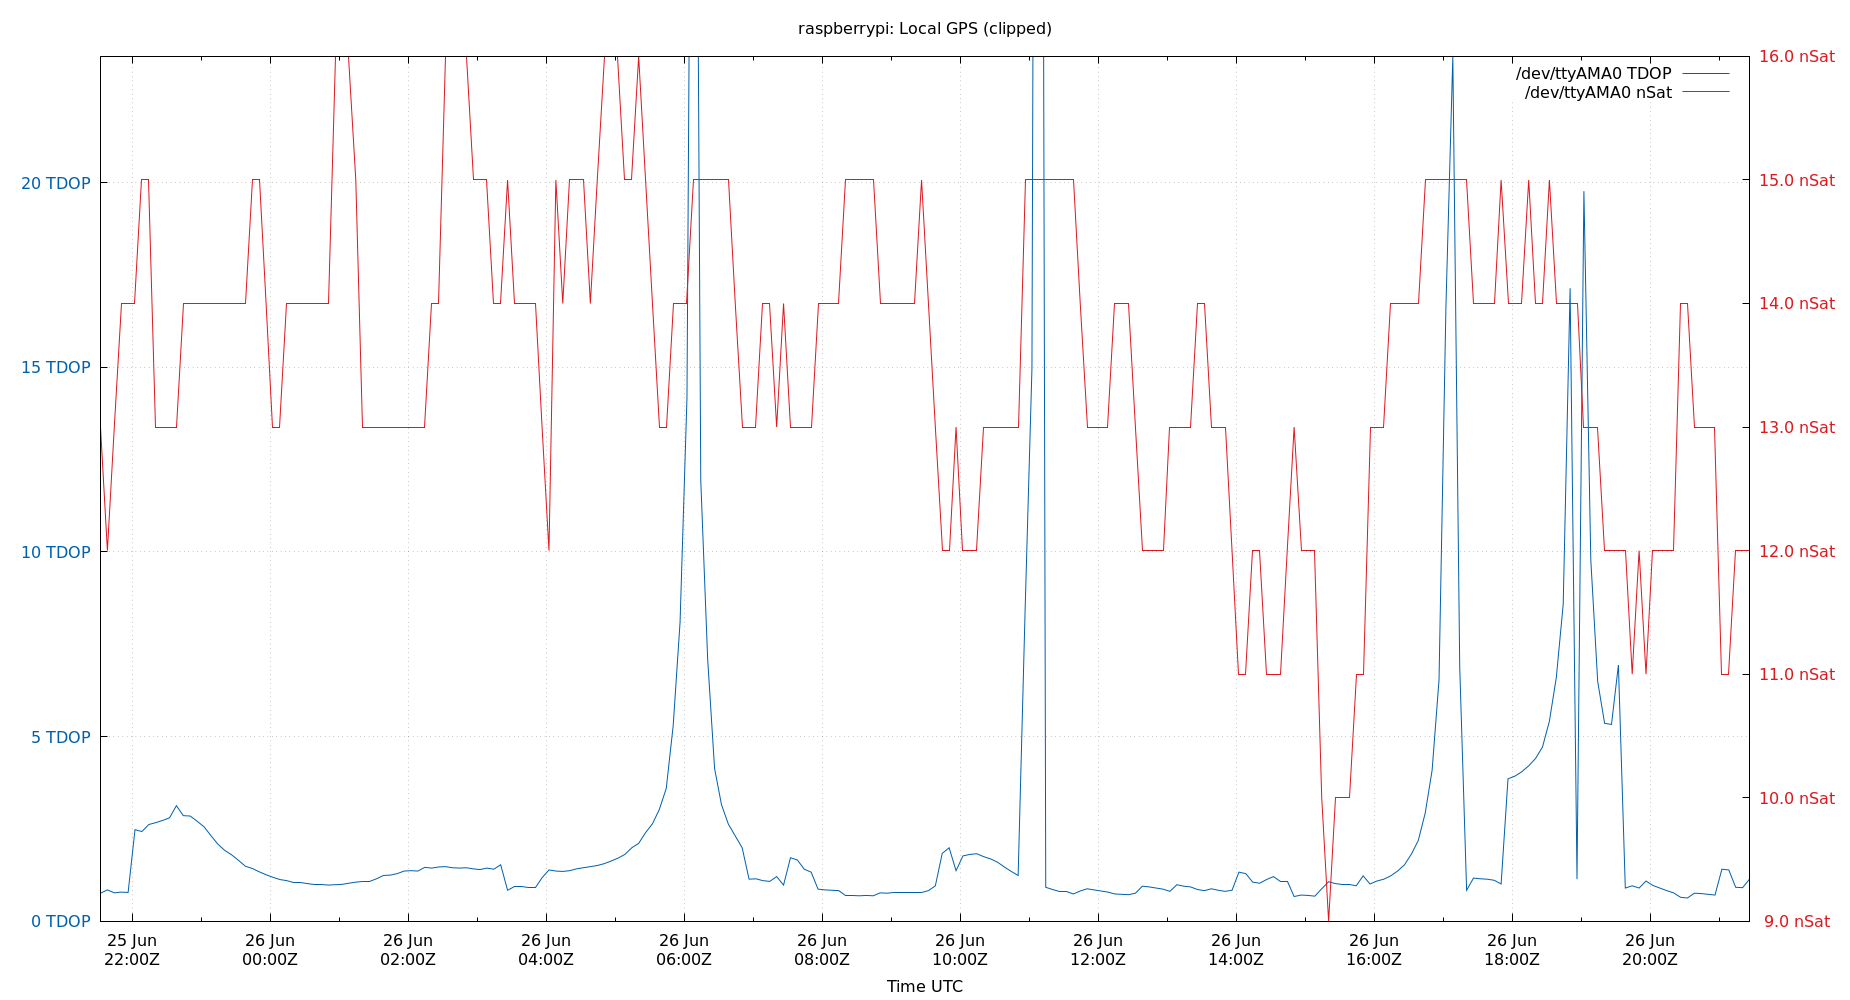 raspberrypi: Local GPS (clipped)
/dev/ttyAMA0 TDOP
/dev/ttyAMA0 nSat
20 TDOP
15 TDOP
10 TDOP
5 TDOP
0 TDOP
16.0 nSat
15.0 nSat
14.0 nSat
13.0 nSat
12.0 nSat
11.0 nSat
10.0 nSat
9.0 nSat
25 Jun 26 Jun 26 Jun 26 Jun 26 Jun 26 Jun 26 Jun 26 Jun 26 Jun 26 Jun 26 Jun 26 Jun
22:00Z 00:00Z 02:00Z 04:00Z 06:00Z 08:00Z 10:00Z 12:00Z 14:00Z 16:00Z 18:00Z 20:00Z
Time UTC